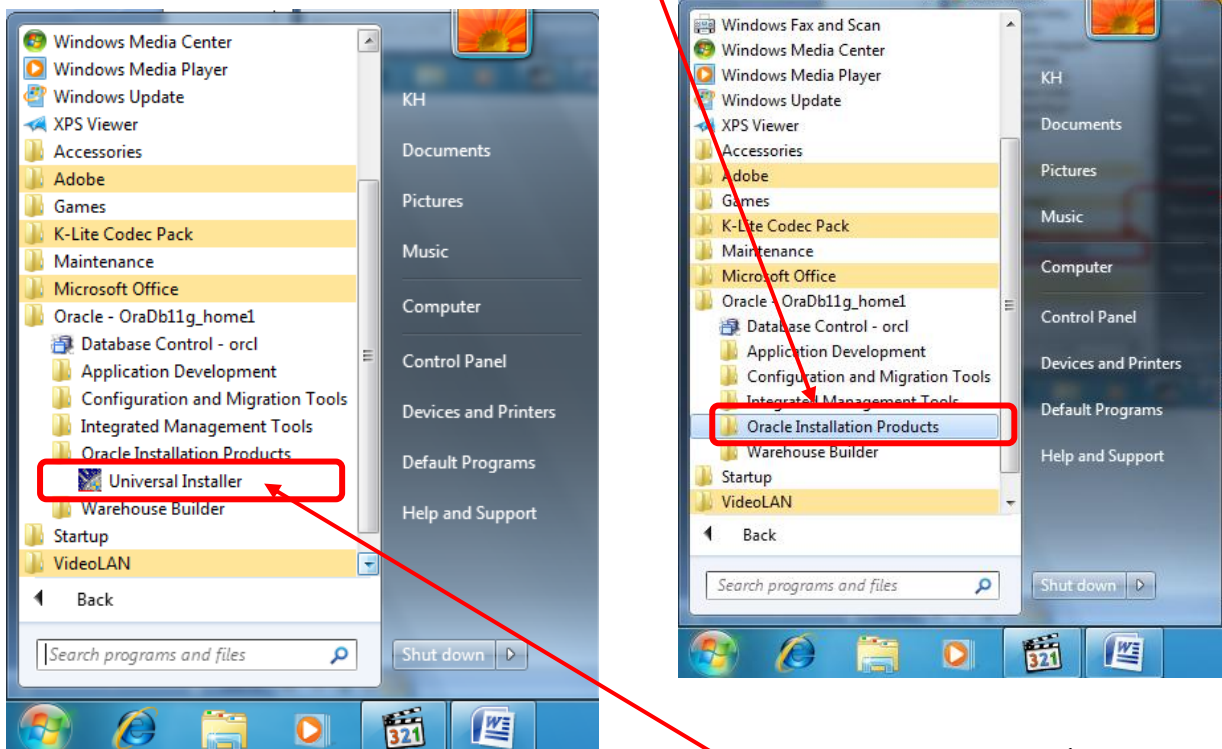 Windows Media Center
Windows Media Player
Windows Update
XPS Viewer
Accessories
Adobe
Games
K-Lite Codec Pack
Maintenance
Microsoft Office
Oracle - OraDb11g_home1
Database Control - orcl
Application Development
Configuration and Migration Tools
Integrated Management Tools
Oracle Installation Products
Universal Installer
Warehouse Builder
Startup
VideoLAN
Back
Search programs and files
KH
Documents
Pictures
Music
Computer
Control Panel
Devices and Printers
Default Programs
Help and Support
Shut down
321
W
Windows Fax and Scan
Windows Media Center
Windows Media Player
Windows Update
XPS Viewer
Accessories
Adobe
Games
K-Lite Codec Pack
Maintenance
Microsoft Office
Oracle - OraDb11g_home1
Database Control - orcl
Application Development
Configuration and Migration Tools
Integrated Management Tools
Oracle Installation Products
Warehouse Builder
Startup
VideoLAN
Back
Search programs and files
KH
Documents
Pictures
Music
Computer
Control Panel
Devices and Printers
Default Programs
Help and Support
Shut down
321
W